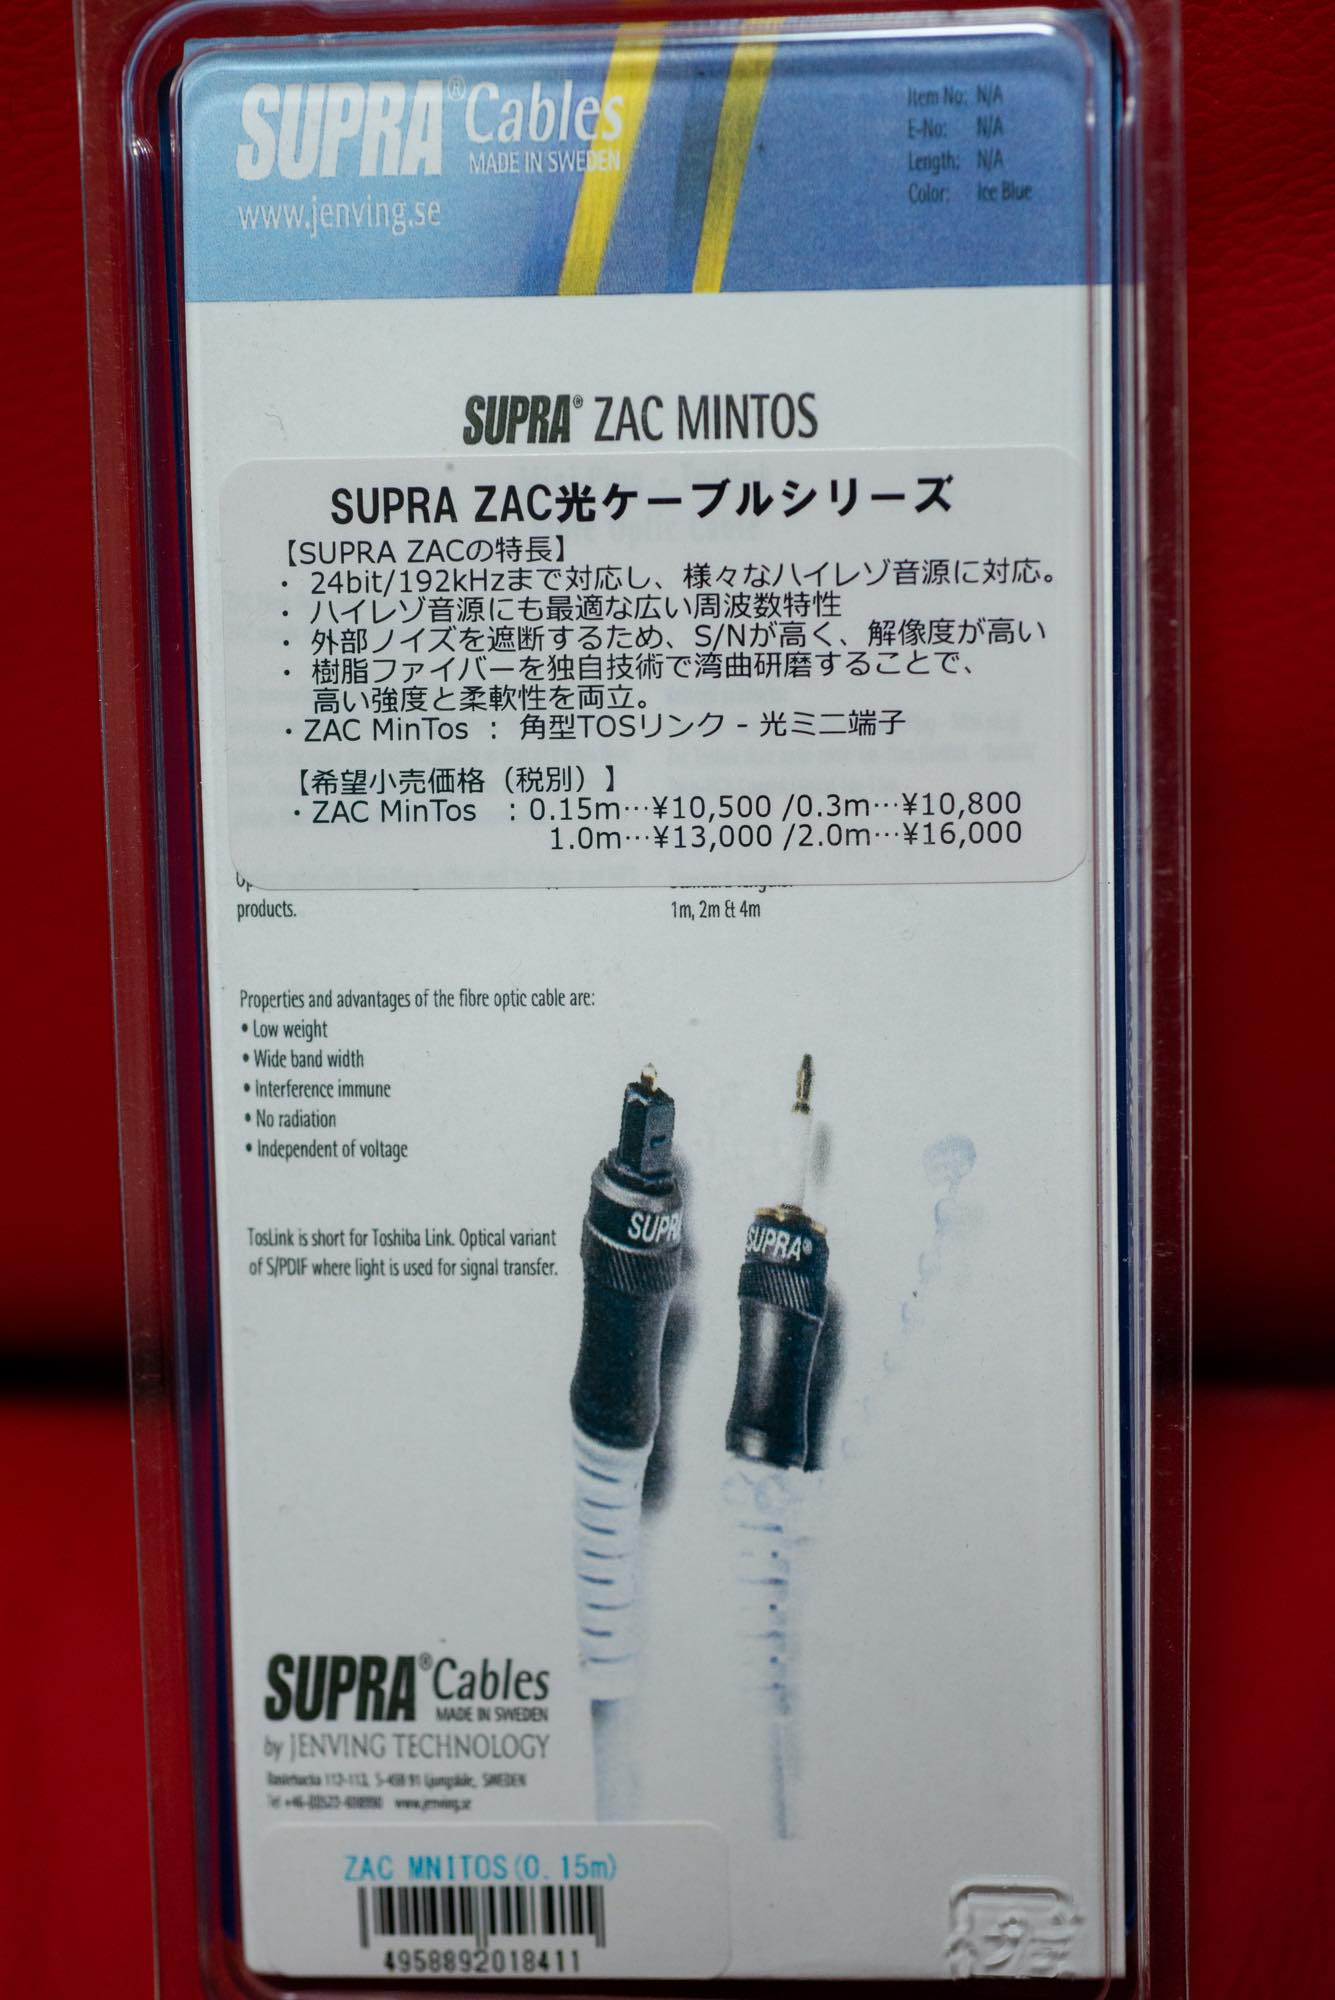 SUPRA® Cables
MADE IN SWEDEN
www.jenving.se
Item No: N/A
E-No: N/A
Length: N/A
Color: Ice Blue
SUPRA® ZAC MINTOS
SUPRA ZAC光ケーブルシリーズ
【SUPRA ZACの特長】
・ 24bit/192kHzまで対応し、様々なハイレゾ音源に対応。
・ ハイレゾ音源にも最適な広い周波数特性
・ 外部ノイズを遮断するため、S/Nが高く、解像度が高い
・ 樹脂ファイバーを独自技術で湾曲研磨することで、
高い強度と柔軟性を両立。
・ZAC MinTos ： 角型TOSリンク - 光ミニ端子
【希望小売価格（税別）】
・ZAC MinTos ：0.15m…¥10,500 /0.3m…¥10,800
1.0m…¥13,000 /2.0m…¥16,000
products.
1m, 2m & 4m
Properties and advantages of the fibre optic cable are:
• Low weight
• Wide band width
• Interference immune
• No radiation
• Independent of voltage
TosLink is short for Toshiba Link. Optical variant
of S/PDIF where light is used for signal transfer.
SUPRA
SUPRA®
SUPRA® Cables
MADE IN SWEDEN
by JENVING TECHNOLOGY
SWEDEN
www.jenving.se
ZAC MNITOS(0.15m)
4958892018411